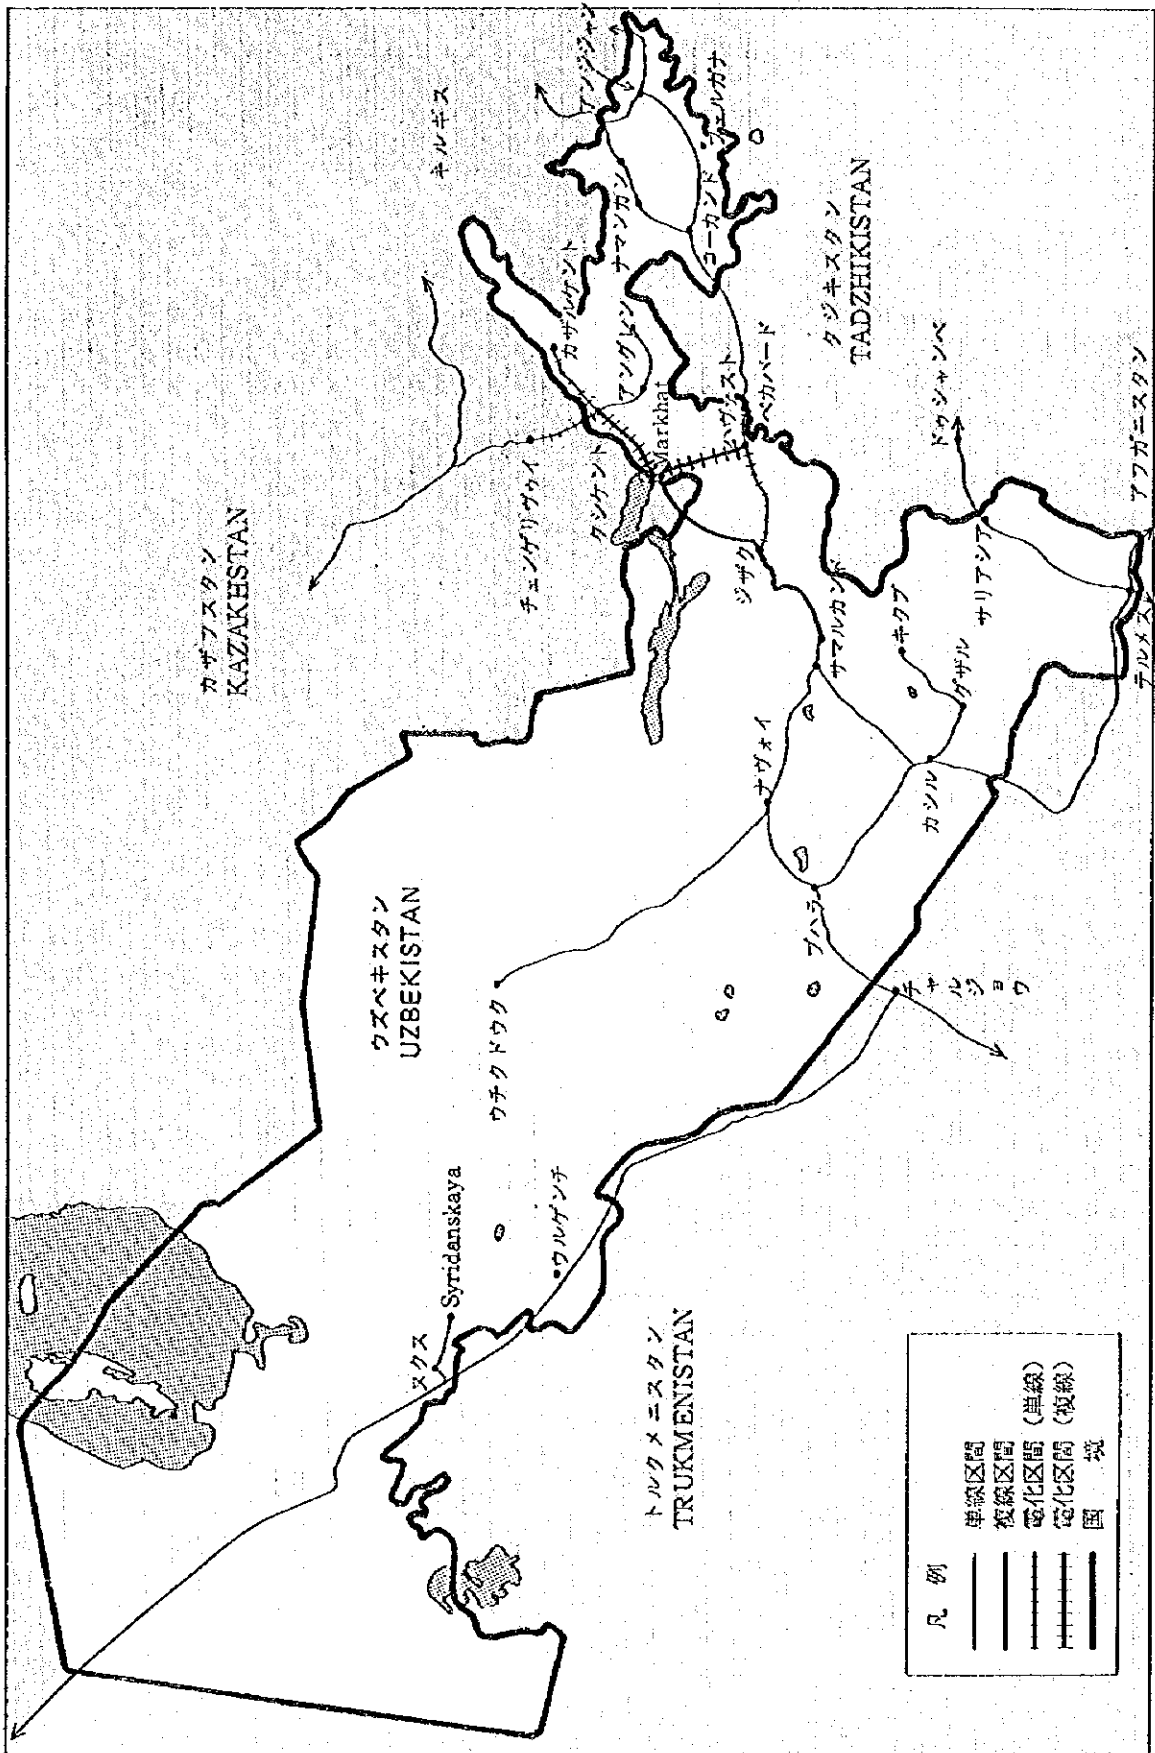 カザフスタン
KAZAKHSTAN
キルギス
ウズベキスタン
UZBEKISTAN
タジキスタン
TADZHIKISTAN
トルクメニスタン
TRUKMENISTAN
アフガニスタン
アンジジャン
フェルガナ
ナマンガン
コーカンド
カザルケント
アングレン
Markhat
ハヴァスト
ベカバード
チェンゲリヴゥイ
タシケント
ジザク
サマルカンド
キタブ
グザル
カシル
サリアシア
ドゥシャンベ
テルメズ
ナヴォイ
ブハラ
チャルジョウ
ウチクドウク
ウルゲンチ
Syridanskaya
ヌクス
凡例
単線区間
複線区間
電化区間（単線）
電化区間（複線）
国境